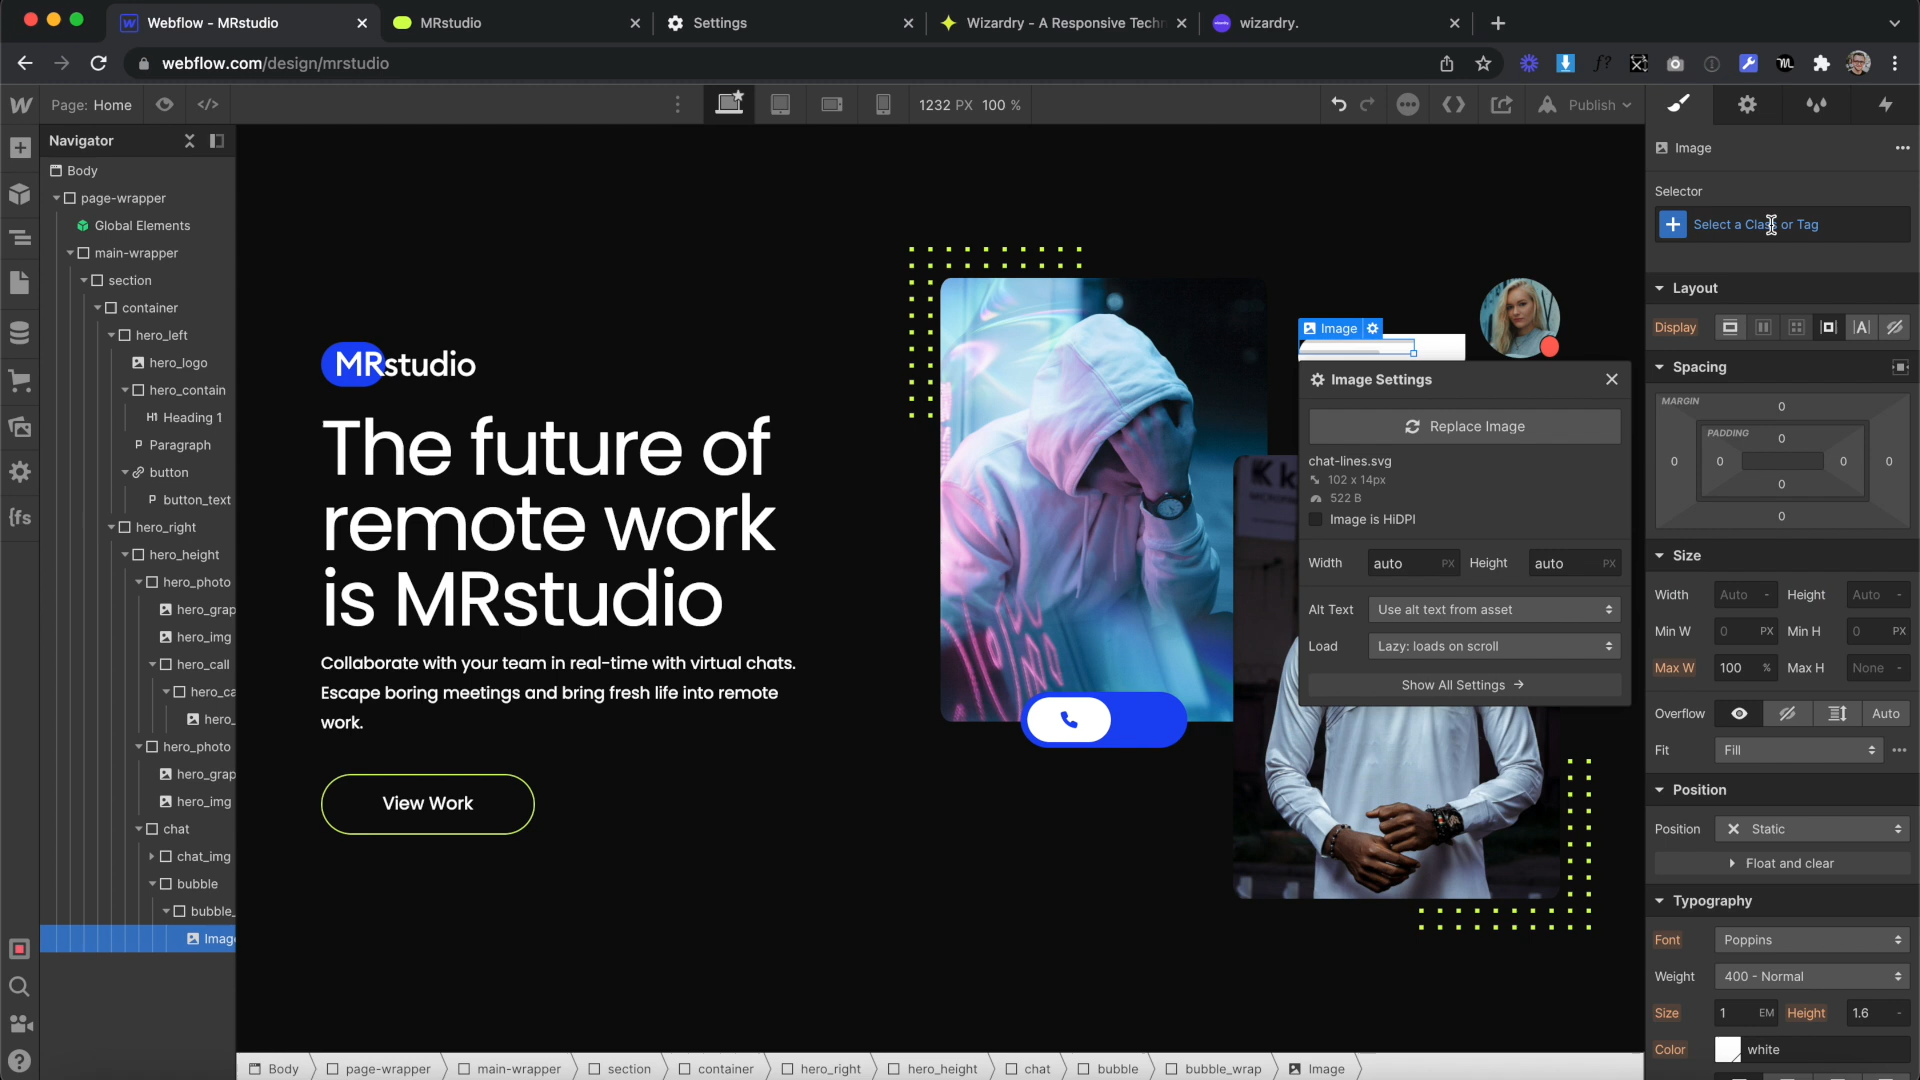 Webflow - MRstudio
MRstudio
Settings
Wizardry - A Responsive Techn
wizardry.
webflow.com/design/mrstudio
Page: Home
1232 PX 100 %
Publish
Navigator
Body
page-wrapper
Global Elements
main-wrapper
section
container
hero_left
hero_logo
hero_contain
H1 Heading 1
P Paragraph
button
P button_text
hero_right
hero_height
hero_photo
hero_grap
hero_img
hero_call
hero_ca
hero_
hero_photo
hero_grap
hero_img
chat
chat_img
bubble
bubble_
Image
MRstudio
The future of
remote work
is MRstudio
Collaborate with your team in real-time with virtual chats.
Escape boring meetings and bring fresh life into remote
work.
View Work
Image
Image Settings
Replace Image
chat-lines.svg
102 x 14px
522 B
Image is HiDPI
Width auto PX Height auto PX
Alt Text Use alt text from asset
Load Lazy: loads on scroll
Show All Settings
Image
Selector
Select a Class or Tag
Layout
Display
Spacing
MARGIN
0
PADDING
0
0 0 0 0
0
0
Size
Width Auto - Height Auto -
Min W 0 PX Min H 0 PX
Max W 100 % Max H None -
Overflow Auto
Fit Fill
Position
Position Static
Float and clear
Typography
Font Poppins
Weight 400 - Normal
Size 1 EM Height 1.6 -
Color white
Body page-wrapper main-wrapper section container hero_right hero_height chat bubble bubble_wrap Image